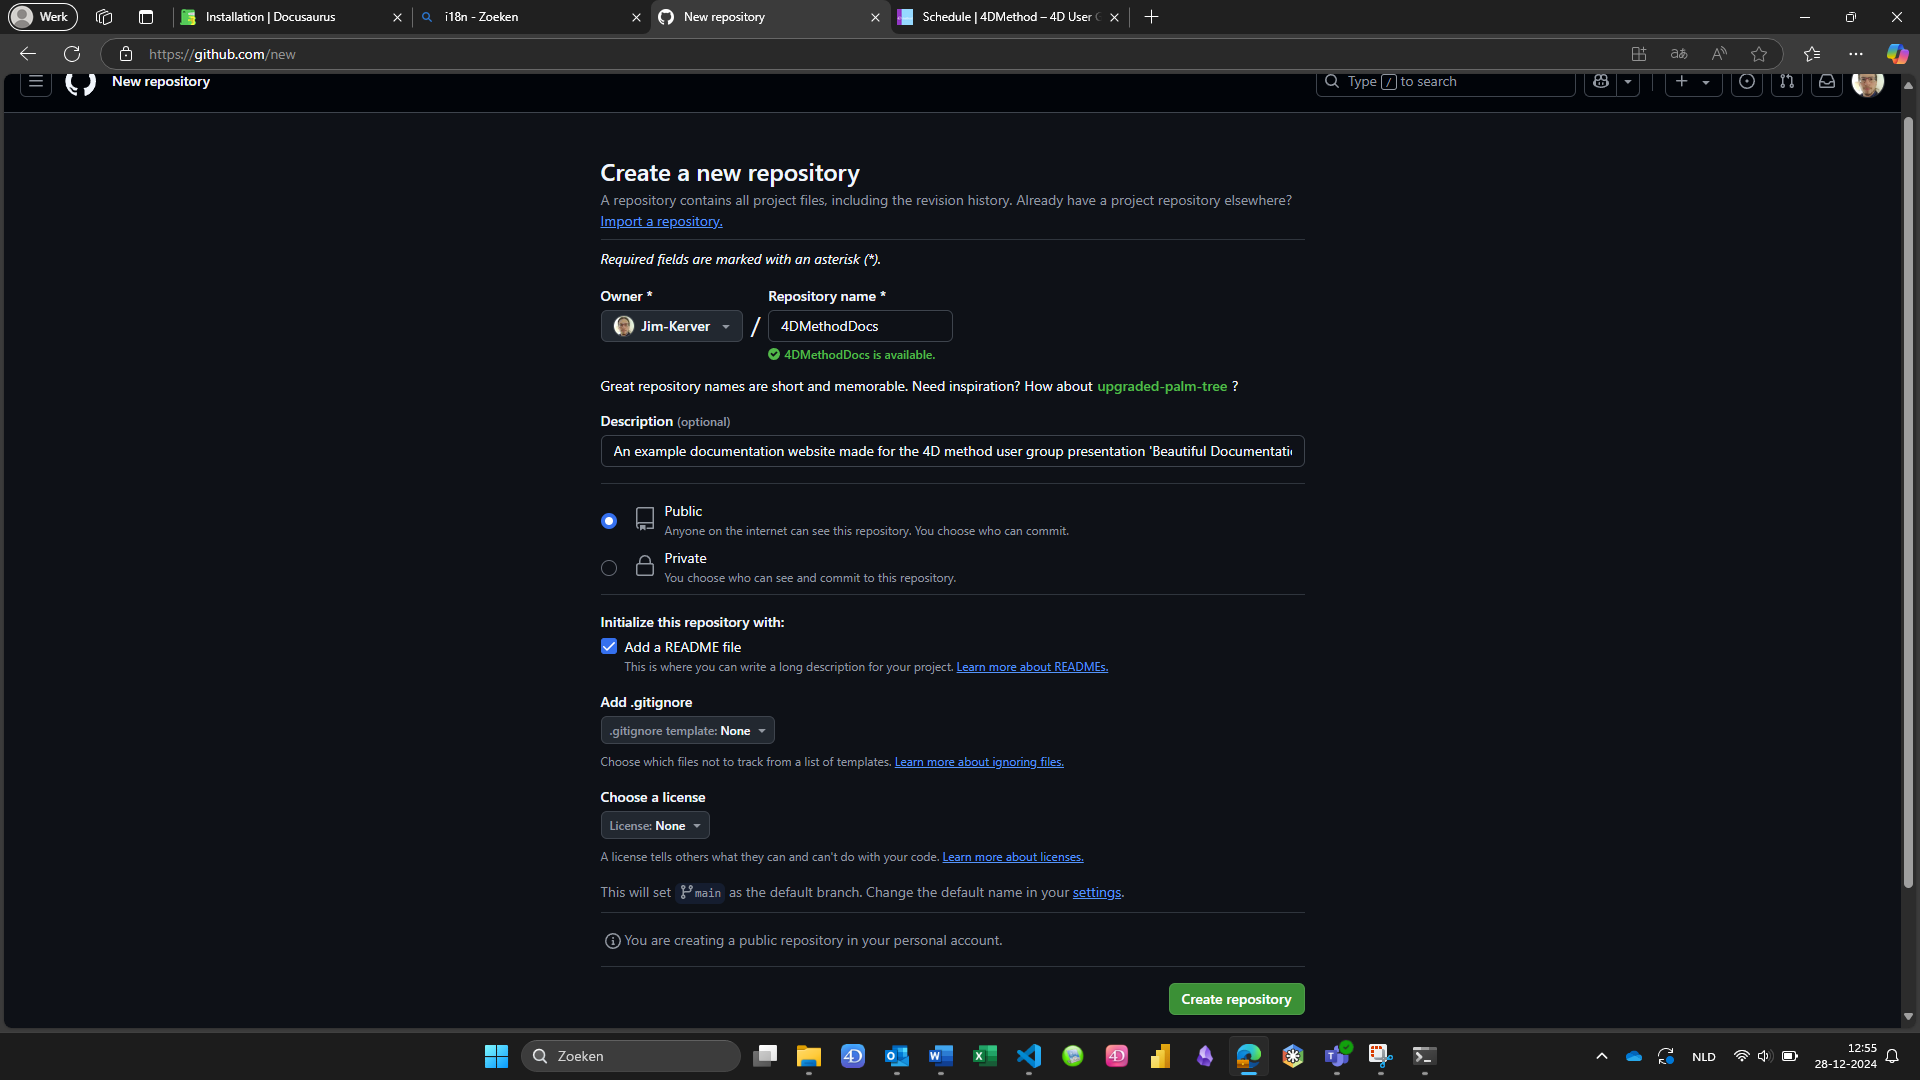 Werk
Installation | Docusaurus
i18n - Zoeken
New repository
Schedule | 4DMethod – 4D User G
https://github.com/new
New repository
Type / to search
Create a new repository
A repository contains all project files, including the revision history. Already have a project repository elsewhere?
Import a repository.
Required fields are marked with an asterisk (*).
Owner *
Repository name *
Jim-Kerver
/
4DMethodDocs
4DMethodDocs is available.
Great repository names are short and memorable. Need inspiration? How about upgraded-palm-tree ?
Description (optional)
An example documentation website made for the 4D method user group presentation 'Beautiful Documentatio
Public
Anyone on the internet can see this repository. You choose who can commit.
Private
You choose who can see and commit to this repository.
Initialize this repository with:
Add a README file
This is where you can write a long description for your project. Learn more about READMEs.
Add .gitignore
.gitignore template: None
Choose which files not to track from a list of templates. Learn more about ignoring files.
Choose a license
License: None
A license tells others what they can and can't do with your code. Learn more about licenses.
This will set main as the default branch. Change the default name in your settings.
You are creating a public repository in your personal account.
Create repository
Zoeken
NLD
12:55
28-12-2024